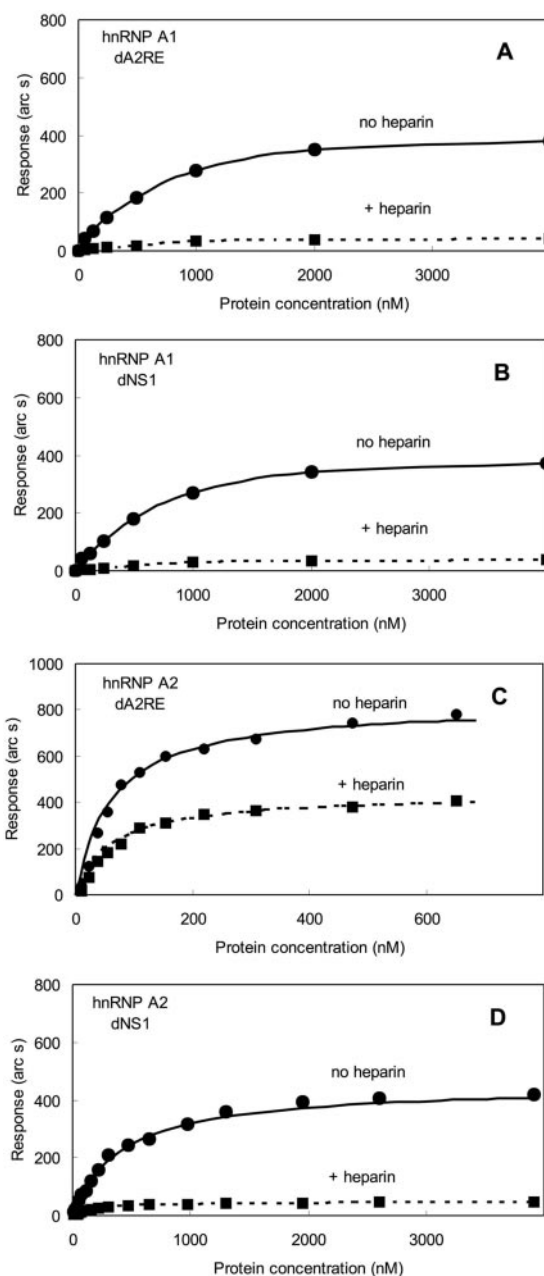 hnRNP A1
dA2RE
A
800
600
400
200
0
Response (arc s)
no heparin
+ heparin
0 1000 2000 3000
Protein concentration (nM)
hnRNP A1
dNS1
B
800
600
400
200
0
Response (arc s)
no heparin
+ heparin
0 1000 2000 3000
Protein concentration (nM)
hnRNP A2
dA2RE
C
1000
800
600
400
200
0
Response (arc s)
no heparin
+ heparin
0 200 400 600
Protein concentration (nM)
hnRNP A2
dNS1
D
800
600
400
200
0
Response (arc s)
no heparin
+ heparin
0 1000 2000 3000
Protein concentration (nM)